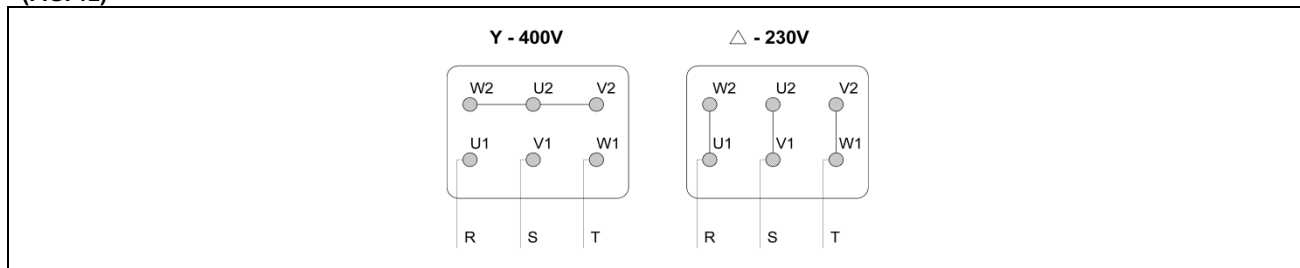 Y - 400V △ - 230V
W2 U2 V2 W2 U2 V2
U1 V1 W1 U1 V1 W1
R S T R S T